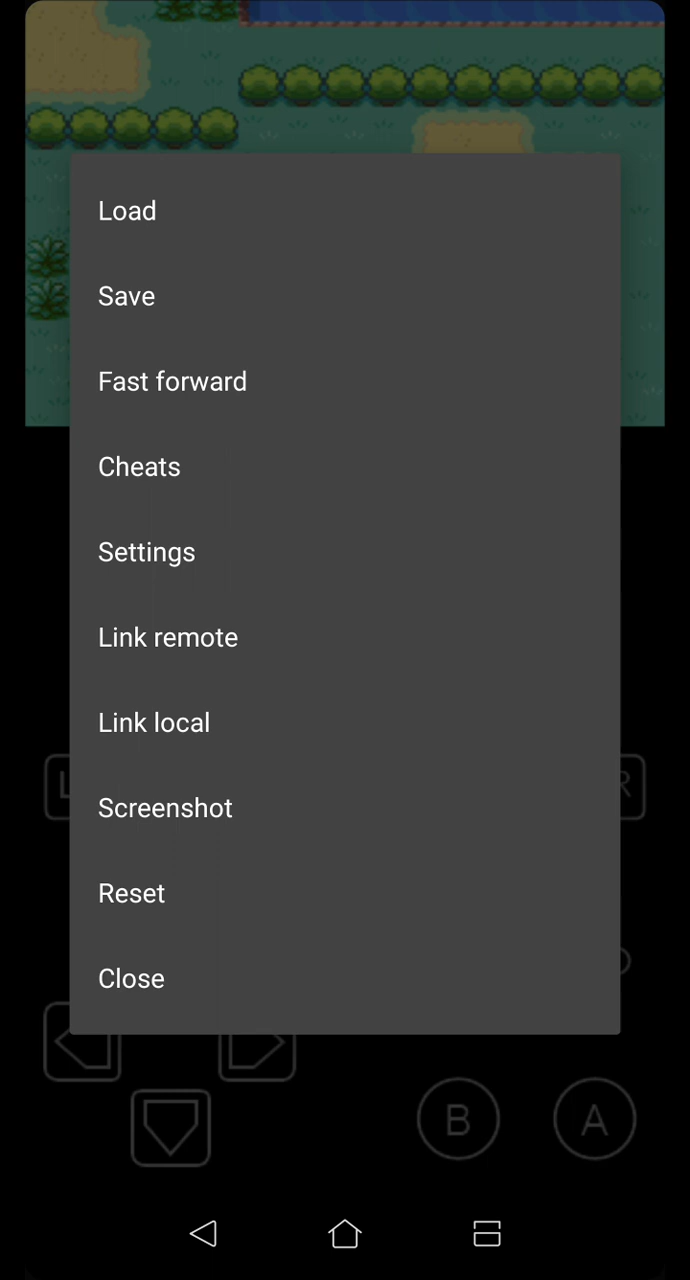 Load
Save
Fast forward
Cheats
Settings
Link remote
Link local
L
R
Screenshot
Reset
Close
B
A